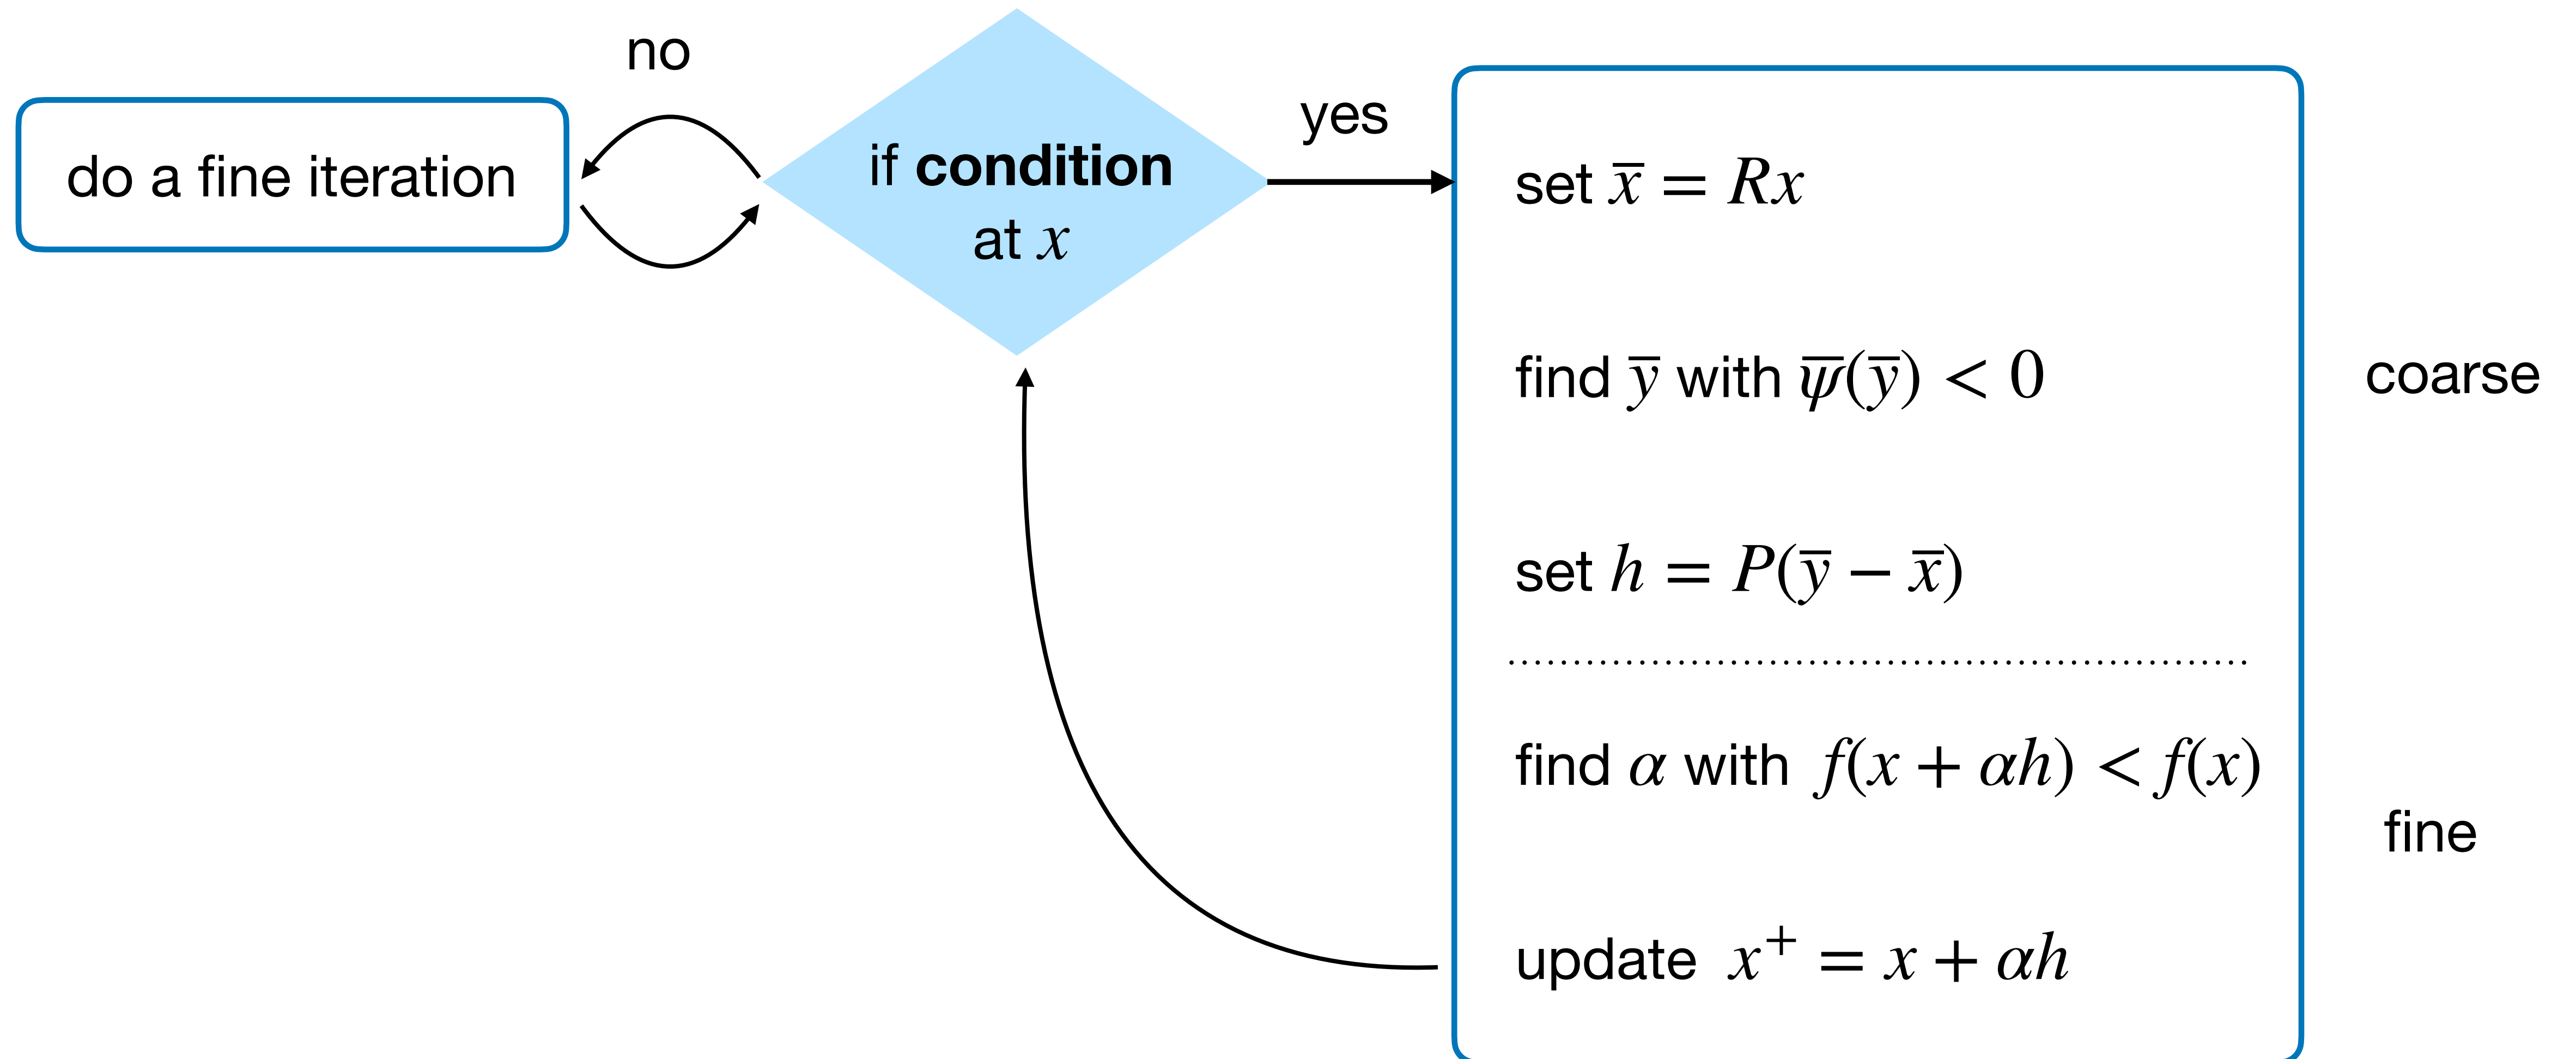 no
do a fine iteration
if condition
at x
yes
set x̅ = Rx
find y̅ with ψ̅(y̅) < 0
set h = P(y̅ − x̅)
coarse
find α with f(x + αh) < f(x)
fine
update x⁺ = x + αh